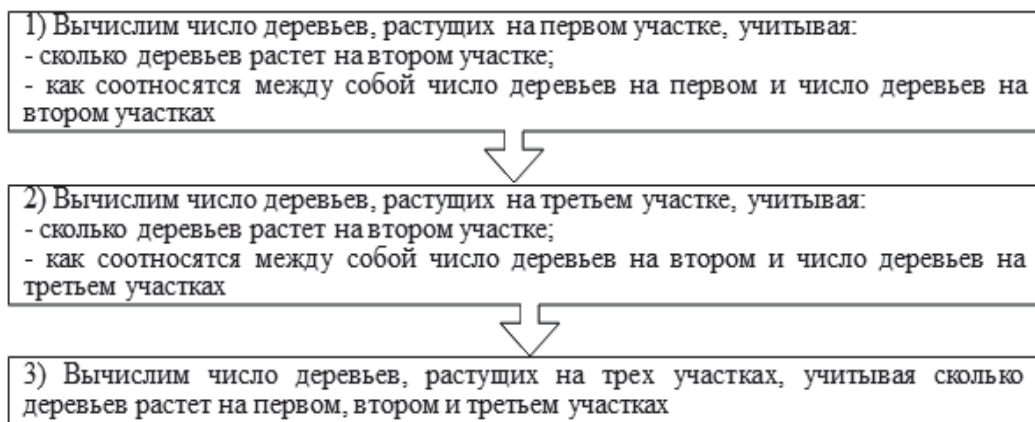 1) Вычислим число деревьев, растущих на первом участке, учитывая:
- сколько деревьев растет на втором участке;
- как соотносятся между собой число деревьев на первом и число деревьев на
втором участках
2) Вычислим число деревьев, растущих на третьем участке, учитывая:
- сколько деревьев растет на втором участке;
- как соотносятся между собой число деревьев на втором и число деревьев на
третьем участках
3) Вычислим число деревьев, растущих на трех участках, учитывая сколько
деревьев растет на первом, втором и третьем участках